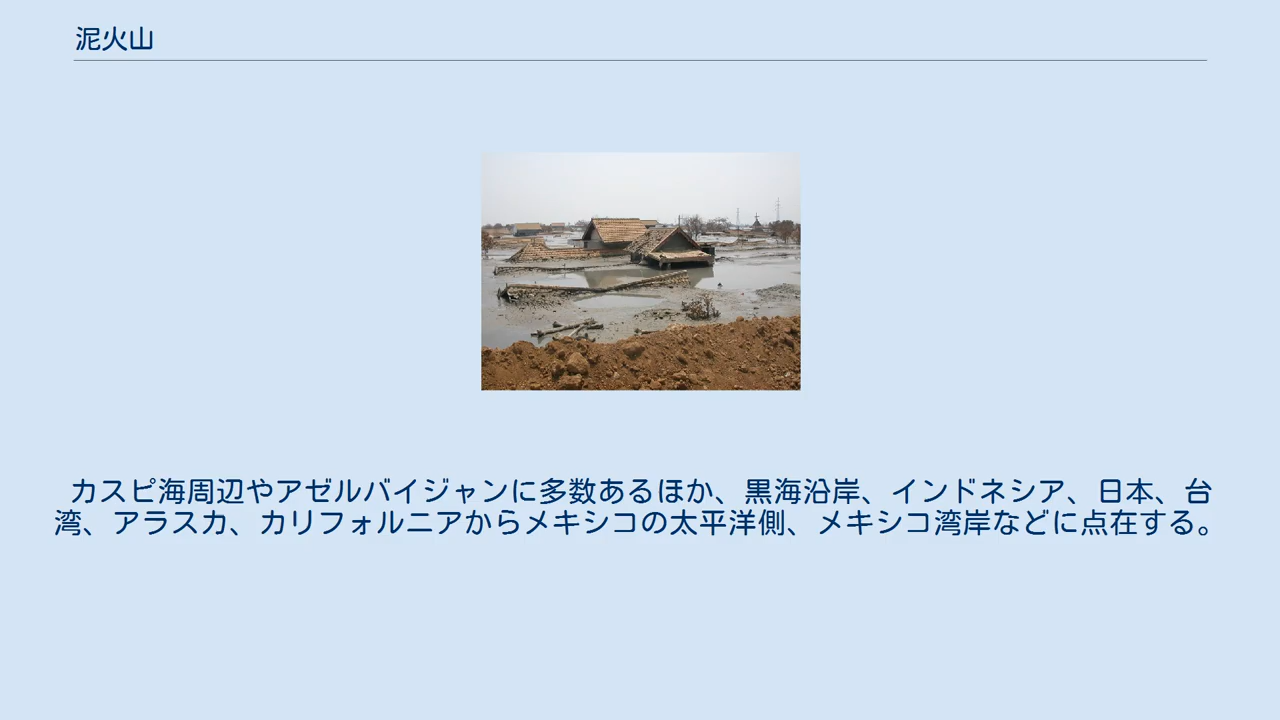 泥火山
カスピ海周辺やアゼルバイジャンに多数あるほか、黒海沿岸、インドネシア、日本、台
湾、アラスカ、カリフォルニアからメキシコの太平洋側、メキシコ湾岸などに点在する。